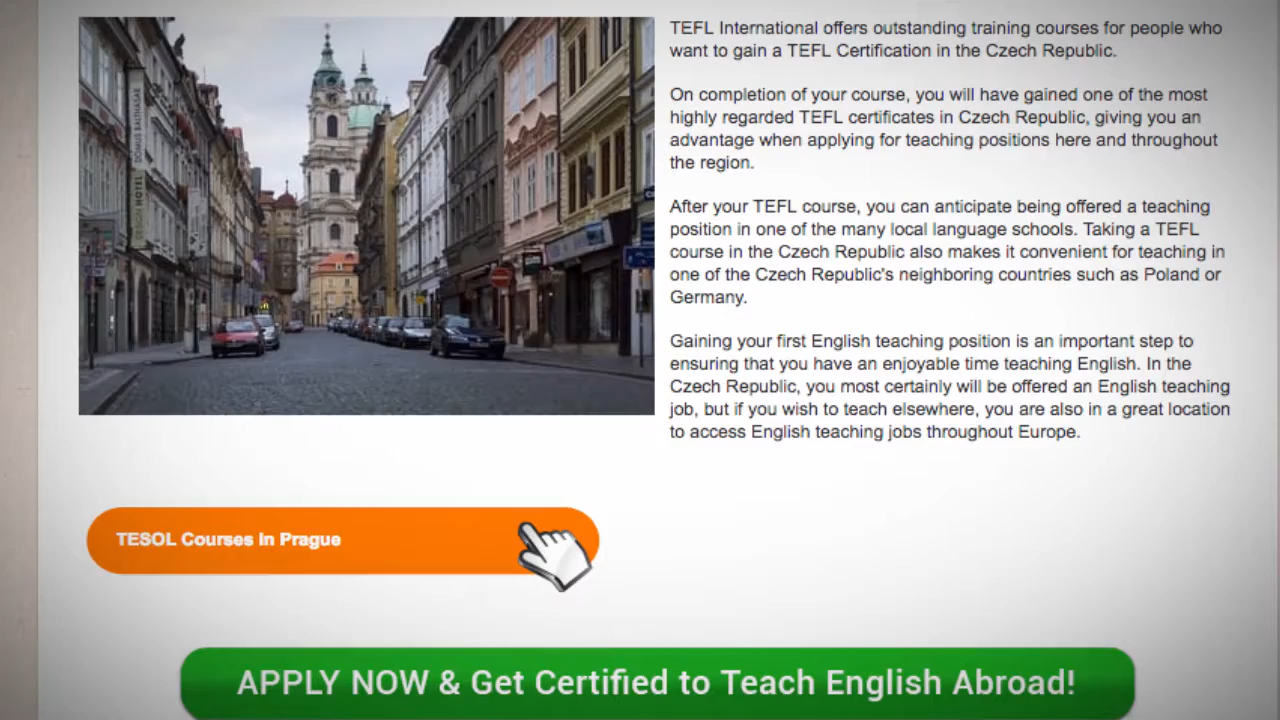 TEFL International offers outstanding training courses for people who
want to gain a TEFL Certification in the Czech Republic.
On completion of your course, you will have gained one of the most
highly regarded TEFL certificates in Czech Republic, giving you an
advantage when applying for teaching positions here and throughout
the region.
After your TEFL course, you can anticipate being offered a teaching
position in one of the many local language schools. Taking a TEFL
course in the Czech Republic also makes it convenient for teaching in
one of the Czech Republic's neighboring countries such as Poland or
Germany.
Gaining your first English teaching position is an important step to
ensuring that you have an enjoyable time teaching English. In the
Czech Republic, you most certainly will be offered an English teaching
job, but if you wish to teach elsewhere, you are also in a great location
to access English teaching jobs throughout Europe.
DOMUS BALTHASAR
HOTEL
TESOL Courses in Prague
APPLY NOW & Get Certified to Teach English Abroad!